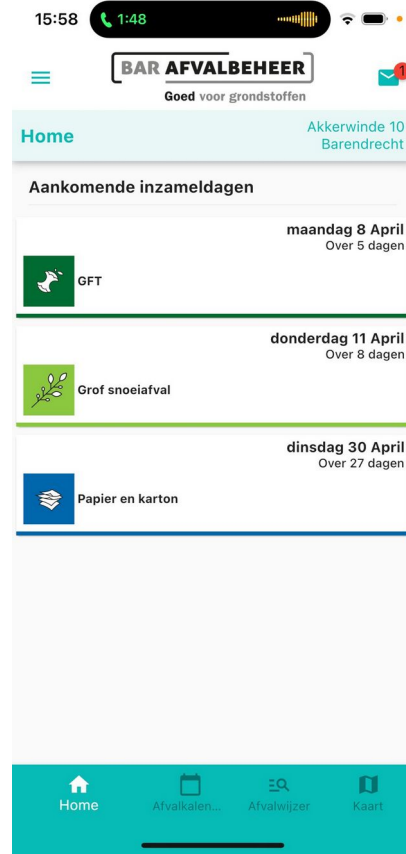 15:58
1:48
BAR AFVALBEHEER
Goed voor grondstoffen
1
Home
Akkerwinde 10
Barendrecht
Aankomende inzameldagen
maandag 8 April
Over 5 dagen
GFT
donderdag 11 April
Over 8 dagen
Grof snoeiafval
dinsdag 30 April
Over 27 dagen
Papier en karton
Home
Afvalkalen...
Afvalwijzer
Kaart